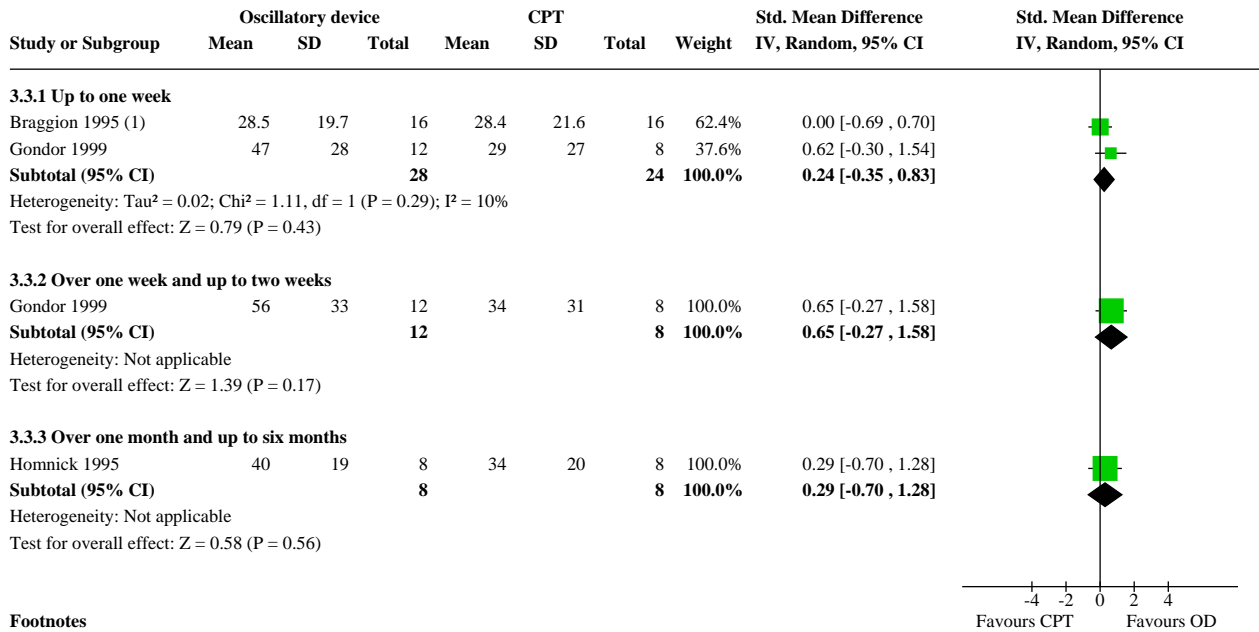 Oscillatory device CPT Std. Mean Difference Std. Mean Difference
Study or Subgroup Mean SD Total Mean SD Total Weight IV, Random, 95% CI IV, Random, 95% CI
3.3.1 Up to one week
Braggion 1995 (1) 28.5 19.7 16 28.4 21.6 16 62.4% 0.00 [-0.69 , 0.70]
Gondor 1999 47 28 12 29 27 8 37.6% 0.62 [-0.30 , 1.54]
Subtotal (95% CI) 28 24 100.0% 0.24 [-0.35 , 0.83]
Heterogeneity: Tau² = 0.02; Chi² = 1.11, df = 1 (P = 0.29); I² = 10%
Test for overall effect: Z = 0.79 (P = 0.43)
3.3.2 Over one week and up to two weeks
Gondor 1999 56 33 12 34 31 8 100.0% 0.65 [-0.27 , 1.58]
Subtotal (95% CI) 12 8 100.0% 0.65 [-0.27 , 1.58]
Heterogeneity: Not applicable
Test for overall effect: Z = 1.39 (P = 0.17)
3.3.3 Over one month and up to six months
Homnick 1995 40 19 8 34 20 8 100.0% 0.29 [-0.70 , 1.28]
Subtotal (95% CI) 8 8 100.0% 0.29 [-0.70 , 1.28]
Heterogeneity: Not applicable
Test for overall effect: Z = 0.58 (P = 0.56)
-4 -2 0 2 4
Footnotes Favours CPT Favours OD